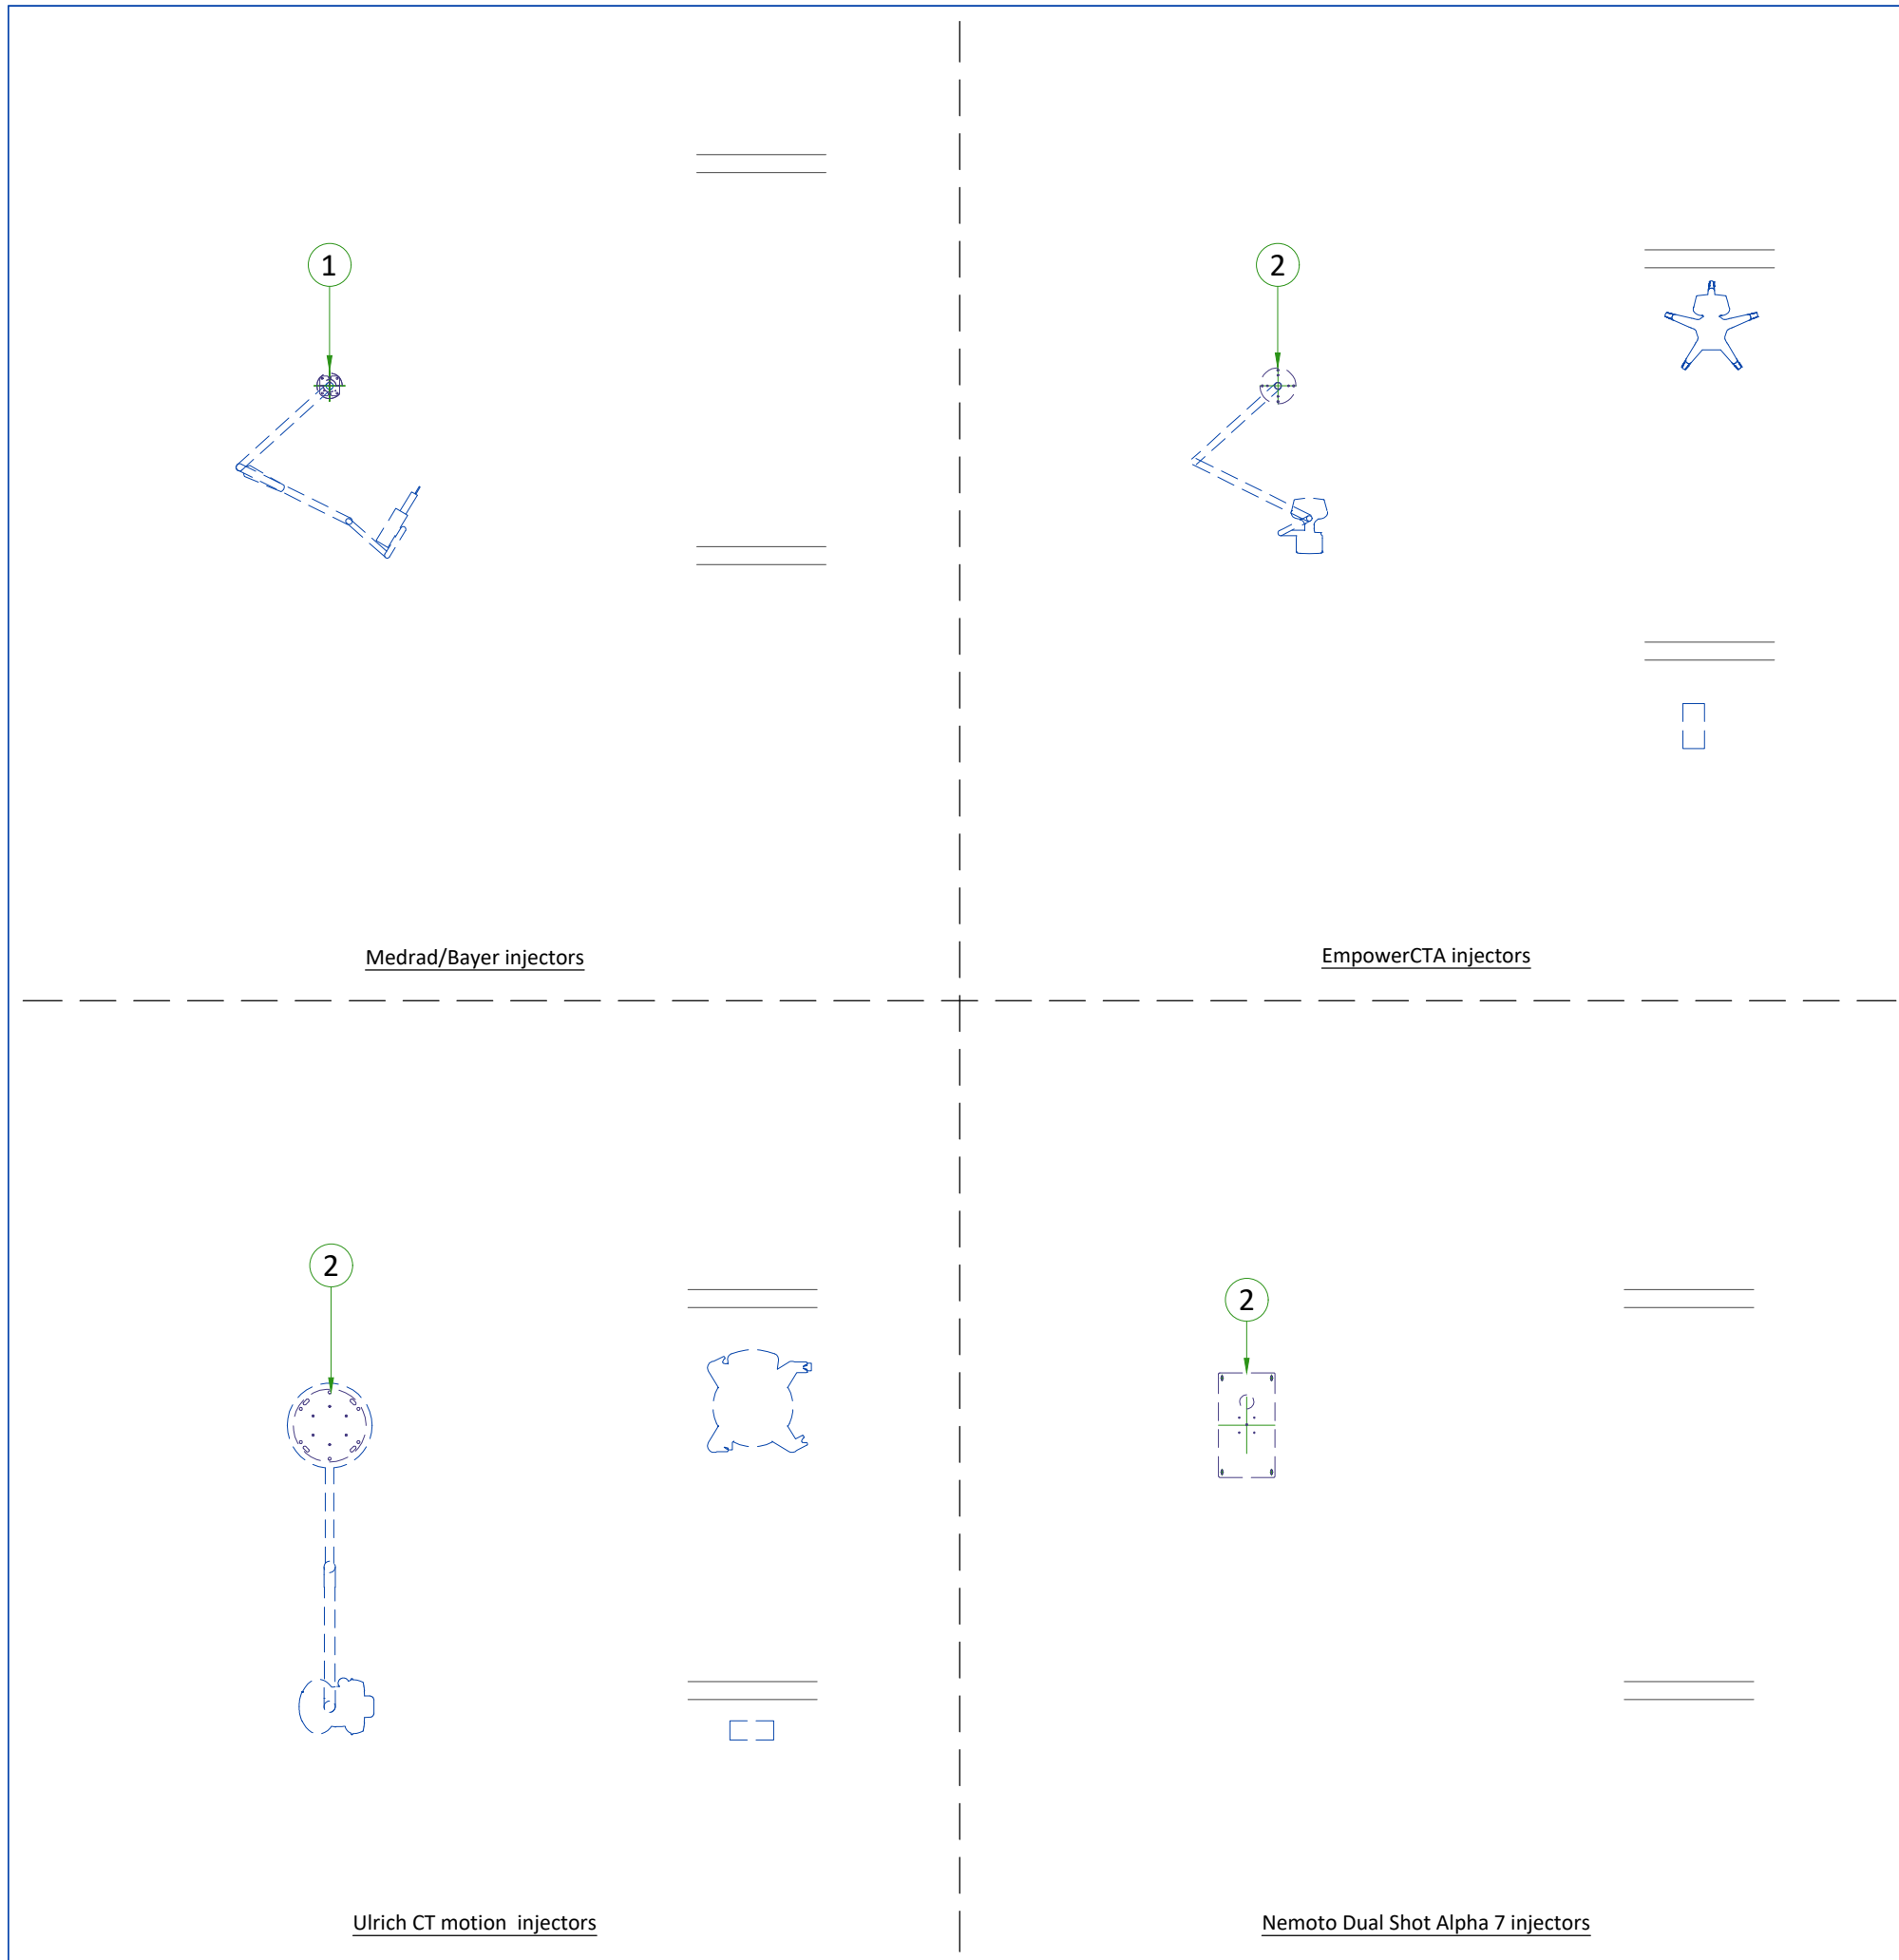 1
2
Medrad/Bayer injectors
EmpowerCTA injectors
2
2
Ulrich CT motion  injectors
Nemoto Dual Shot Alpha 7 injectors